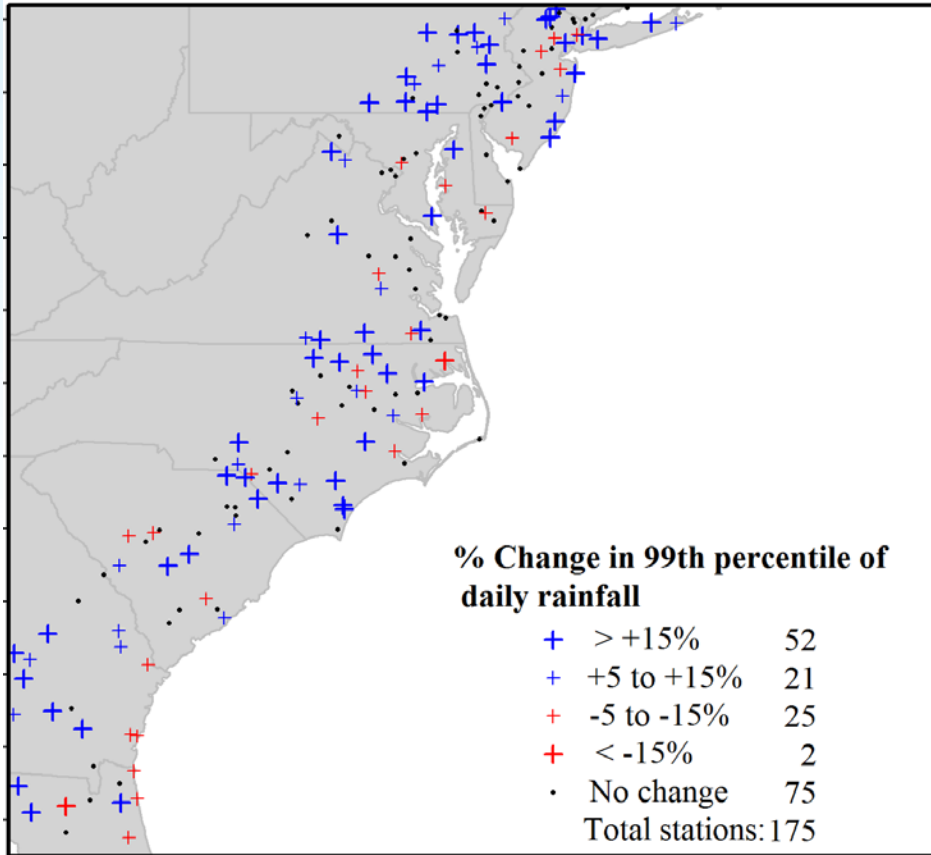 % Change in 99th percentile of
daily rainfall
> +15% 52
+5 to +15% 21
-5 to -15% 25
< -15% 2
No change 75
Total stations: 175